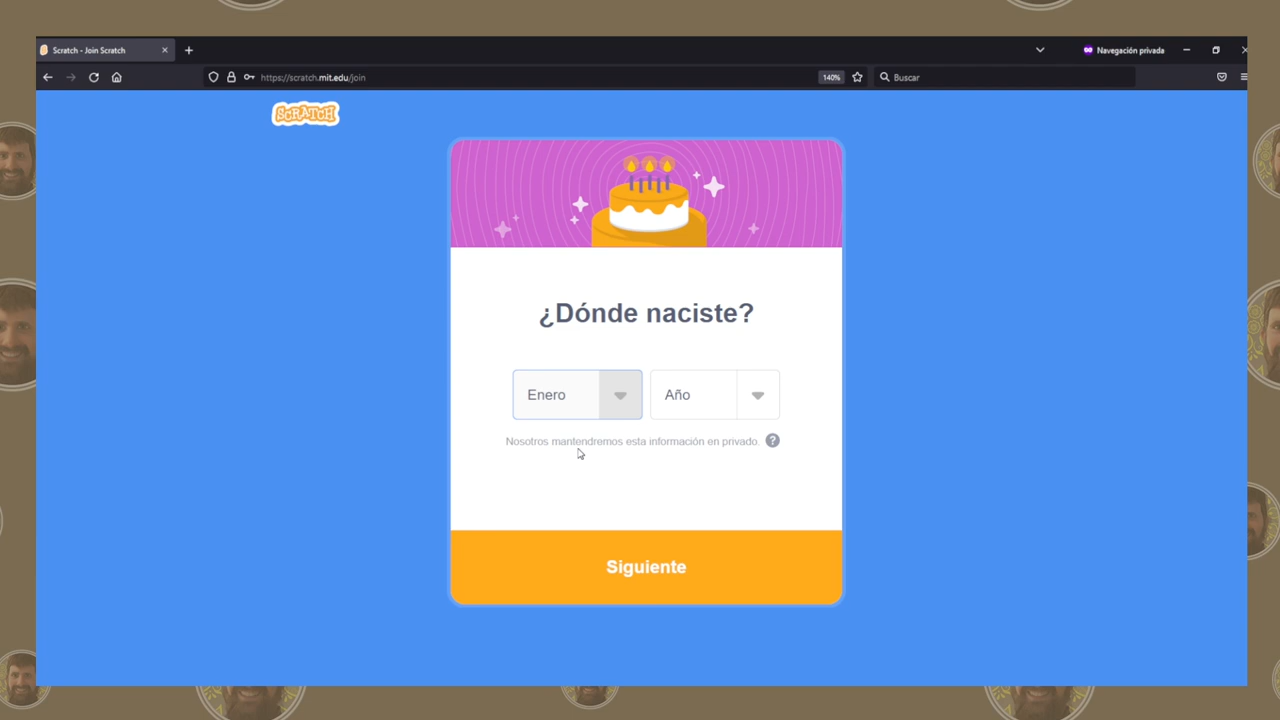 Scratch - Join Scratch
Navegación privada
https://scratch.mit.edu/join
140%
Buscar
SCRATCH
¿Dónde naciste?
Enero
Año
Nosotros mantendremos esta información en privado.
?
Siguiente